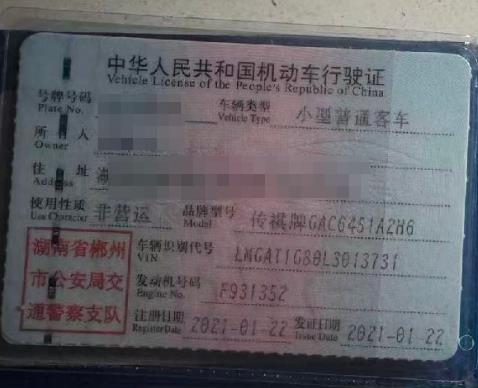 中华人民共和国机动车行驶证
Vehicle License of the People's Republic of China
号牌号码 车辆类型 小型普通客车
Plate No. Vehicle Type
所有人
Owner
住址 湖
Address
使用性质 非营运 品牌型号 传祺牌GAC6451A2H6
Use Character Model
湖南省郴州 车辆识别代号 LMGAT1G80L3013731
VIN
市公安局交 发动机号码 F931352
Engine No.
通警察支队 注册日期 2021-01-22 发证日期 2021-01-22
Register Date Issue Date